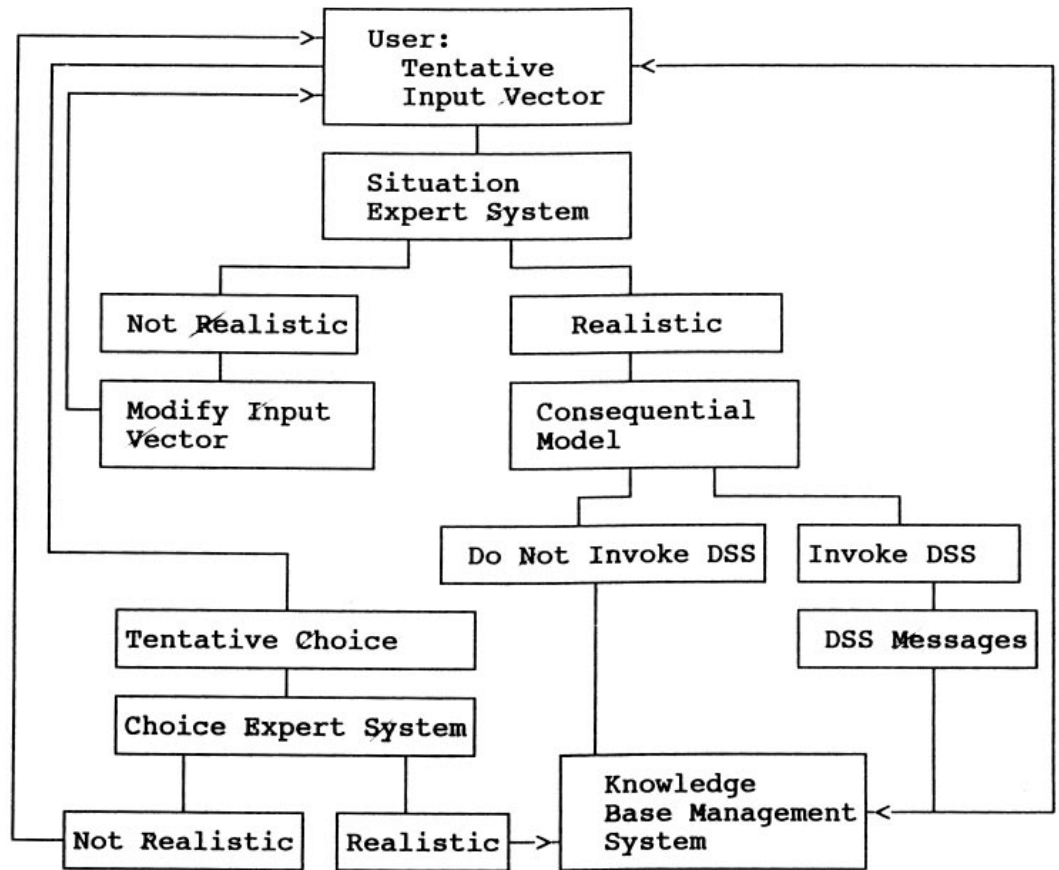 User:
Tentative
Input Vector
Situation
Expert System
Not Realistic
Realistic
Modify Input
Vector
Consequential
Model
Do Not Invoke DSS
Invoke DSS
Tentative Choice
DSS Messages
Choice Expert System
Knowledge
Base Management
System
Not Realistic
Realistic